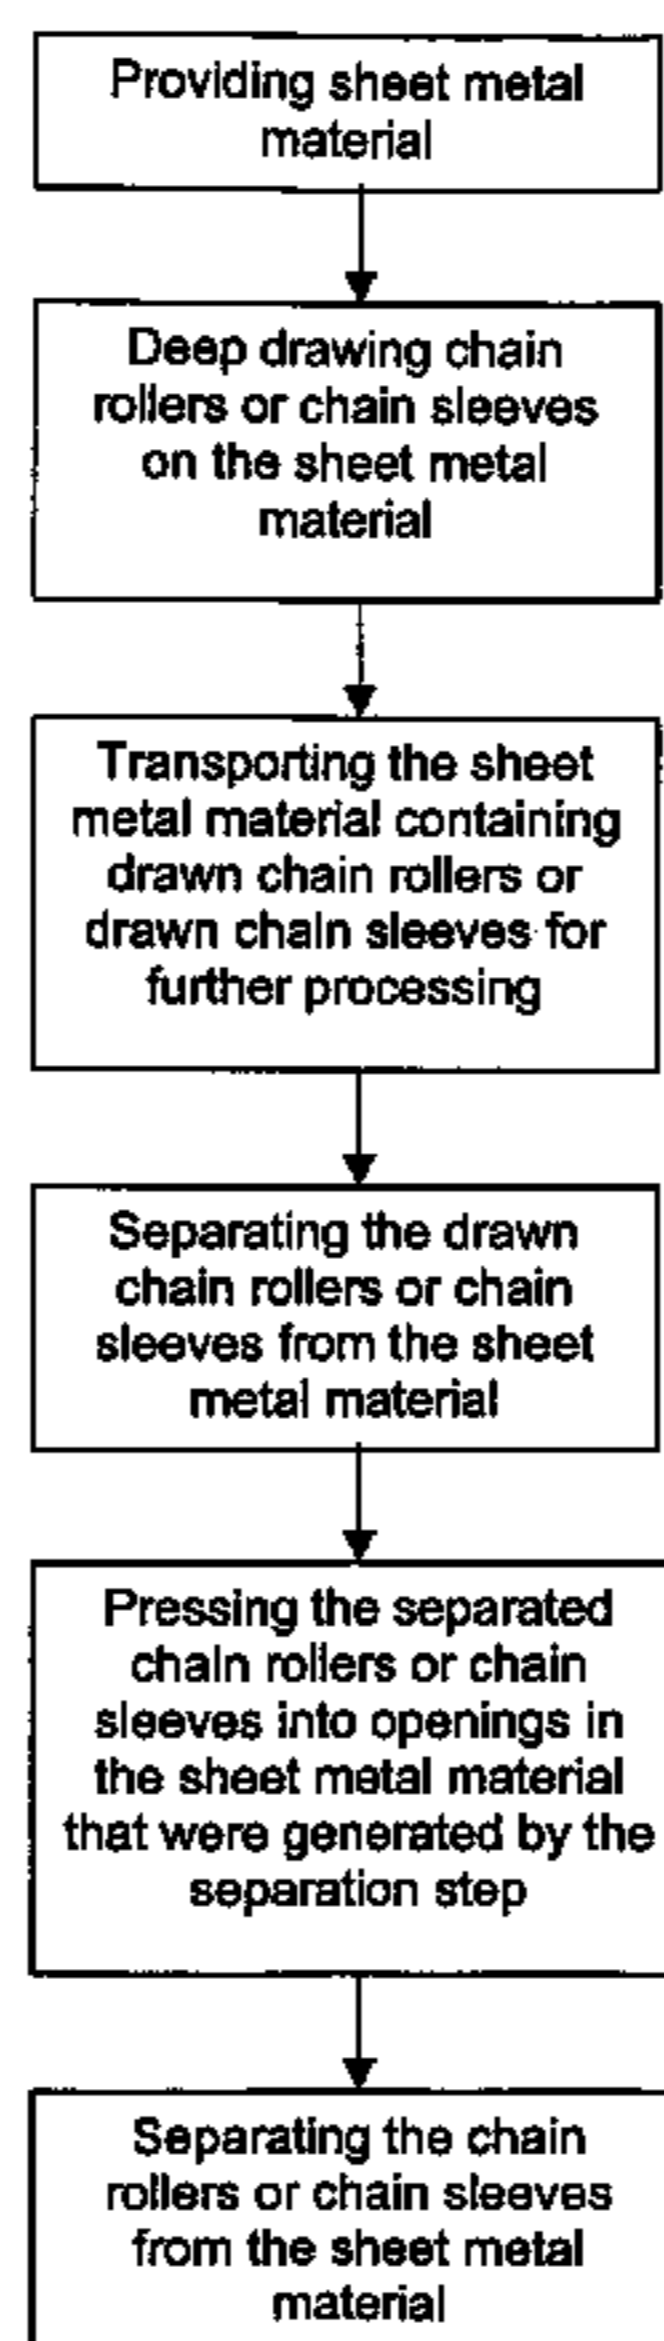 Providing sheet metal
material
Deep drawing chain
rollers or chain sleeves
on the sheet metal
material
Transporting the sheet
metal material containing
drawn chain rollers or
drawn chain sleeves for
further processing
Separating the drawn
chain rollers or chain
sleeves from the sheet
metal material
Pressing the separated
chain rollers or chain
sleeves into openings in
the sheet metal material
that were generated by the
separation step
Separating the chain
rollers or chain sleeves
from the sheet metal
material